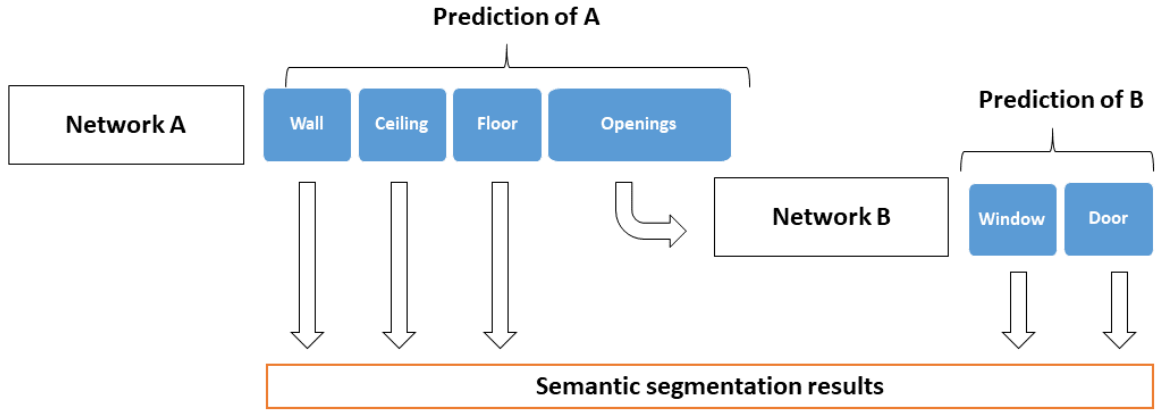 Prediction of A
Network A
Wall
Ceiling
Floor
Openings
Prediction of B
Network B
Window
Door
Semantic segmentation results